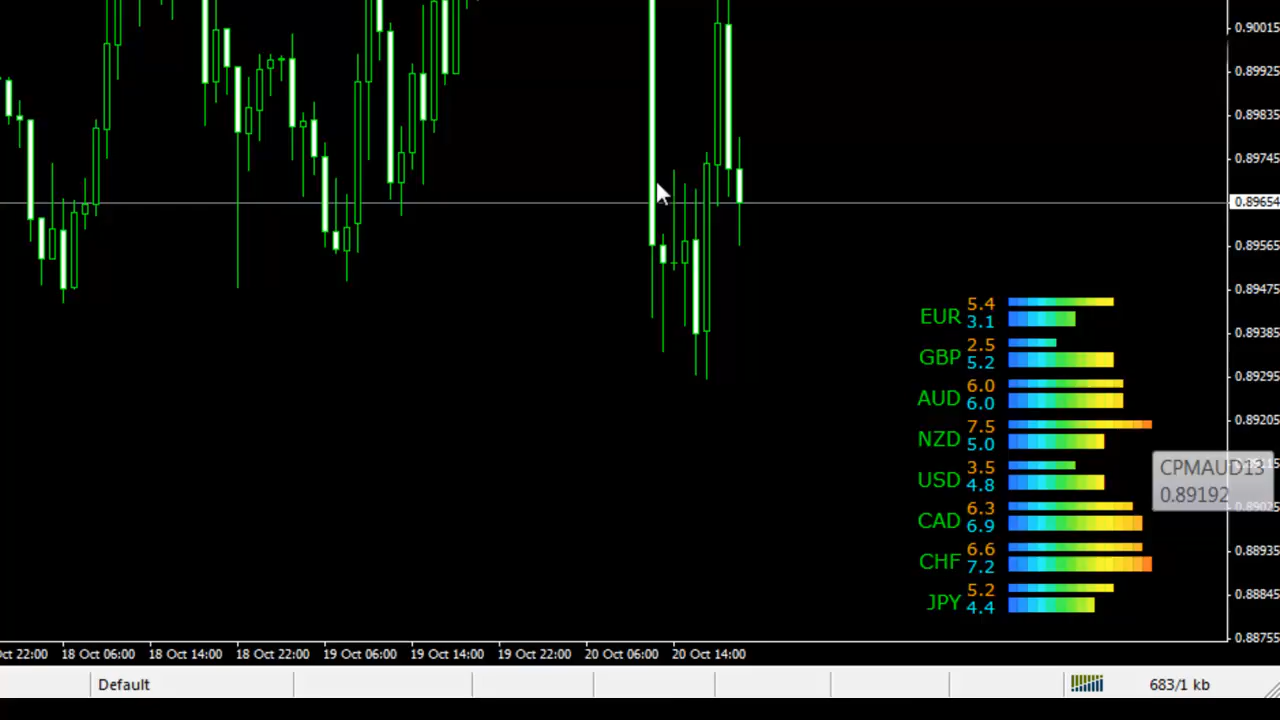 0.90015
0.89925
0.89835
0.89745
0.89654
0.89565
0.89475
0.89385
0.89295
0.89205
0.88935
0.88845
0.88755
EUR 5.4
3.1
GBP 2.5
5.2
AUD 6.0
6.0
NZD 7.5
5.0
USD 3.5
4.8
CAD 6.3
6.9
CHF 6.6
7.2
JPY 5.2
4.4
CPMAUD13
0.89192
22:00 18 Oct 06:00 18 Oct 14:00 18 Oct 22:00 19 Oct 06:00 19 Oct 14:00 19 Oct 22:00 20 Oct 06:00 20 Oct 14:00
Default 683/1 kb